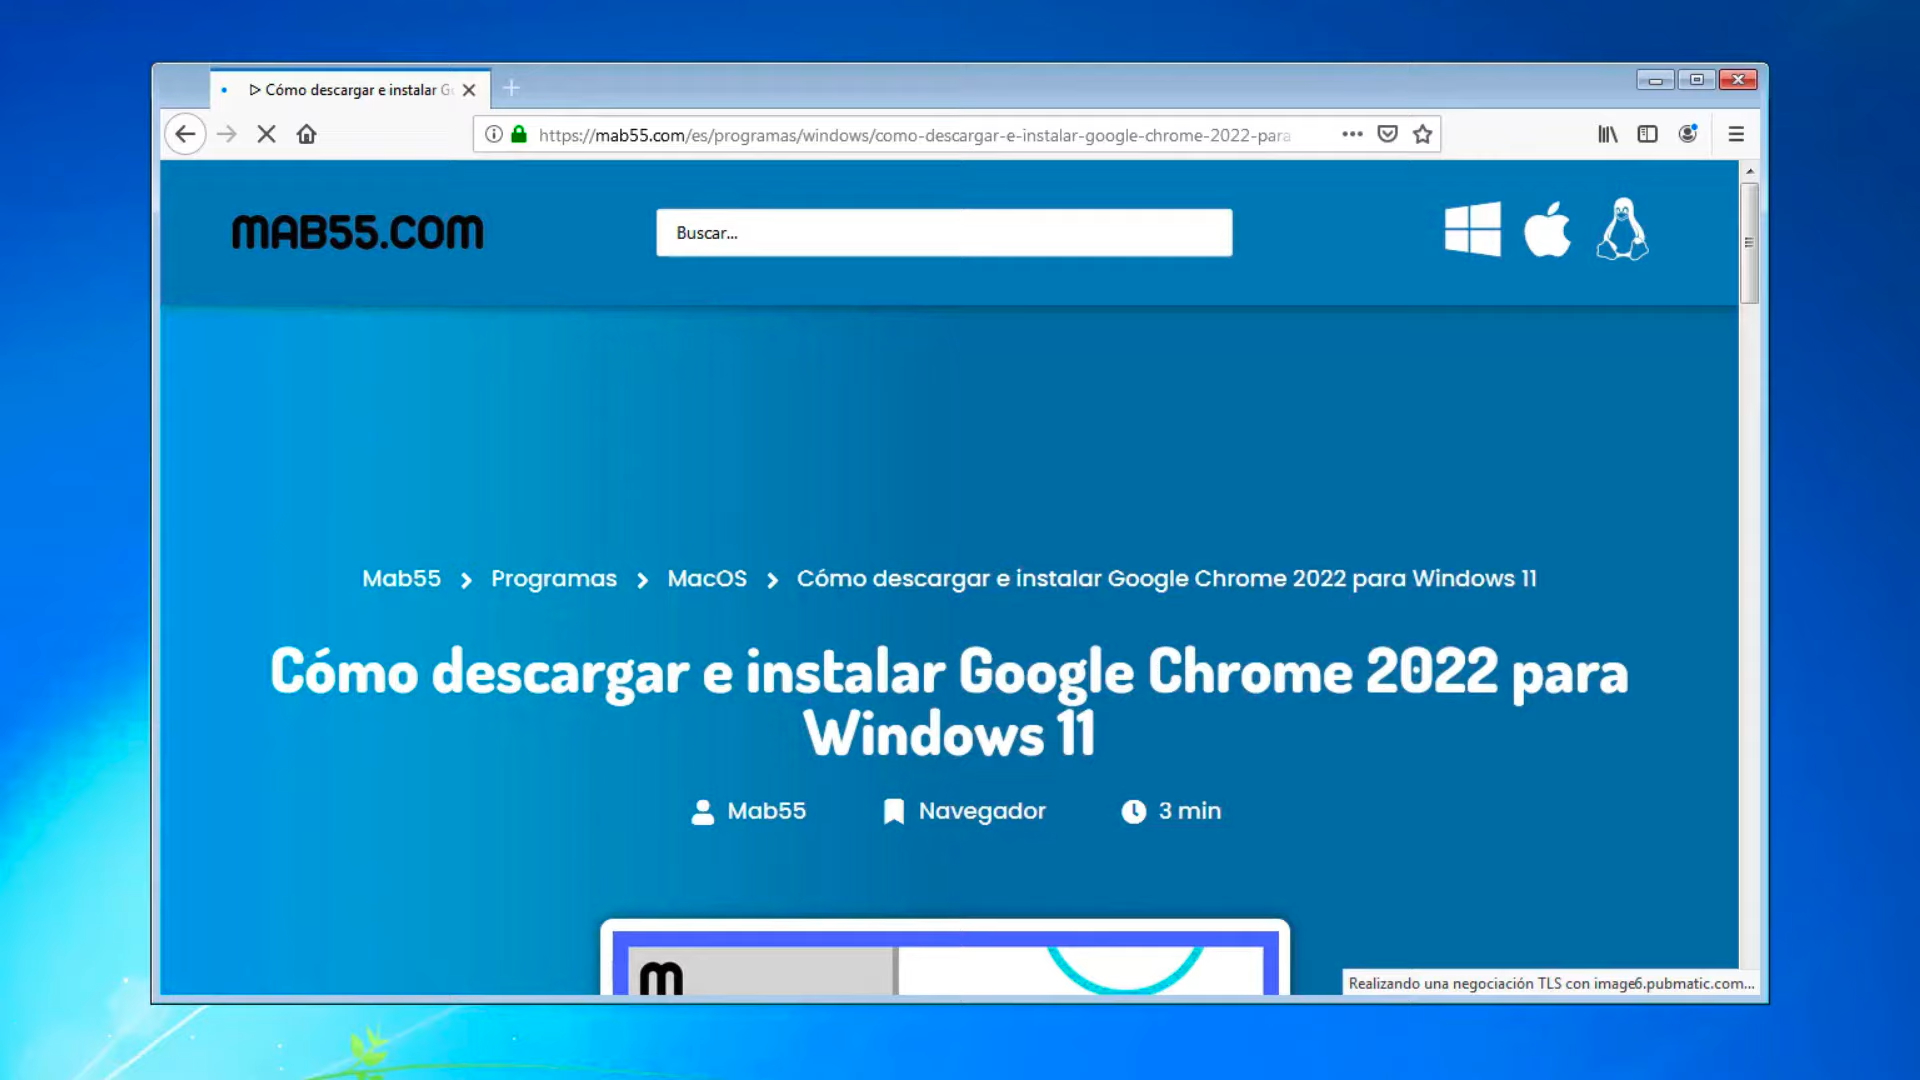 ▷ Cómo descargar e instalar G
https://mab55.com/es/programas/windows/como-descargar-e-instalar-google-chrome-2022-para
MAB55.COM
Buscar...
Mab55 > Programas > MacOS > Cómo descargar e instalar Google Chrome 2022 para Windows 11
Cómo descargar e instalar Google Chrome 2022 para
Windows 11
Mab55 Navegador 3 min
m
Realizando una negociación TLS con image6.pubmatic.com...